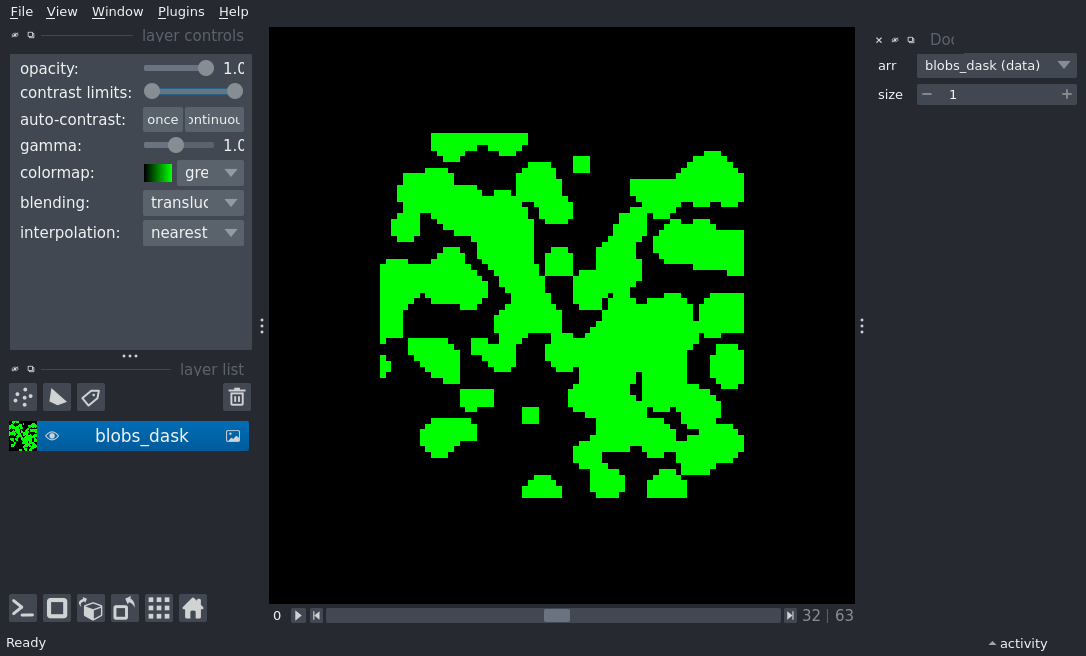 File View Window Plugins Help
layer controls
opacity: 1.0
contrast limits:
auto-contrast: once ontinuou
gamma: 1.0
colormap: gre
blending: transluc
interpolation: nearest
layer list
blobs_dask
0 32 | 63
Ready
Doc
arr blobs_dask (data)
size 1
activity